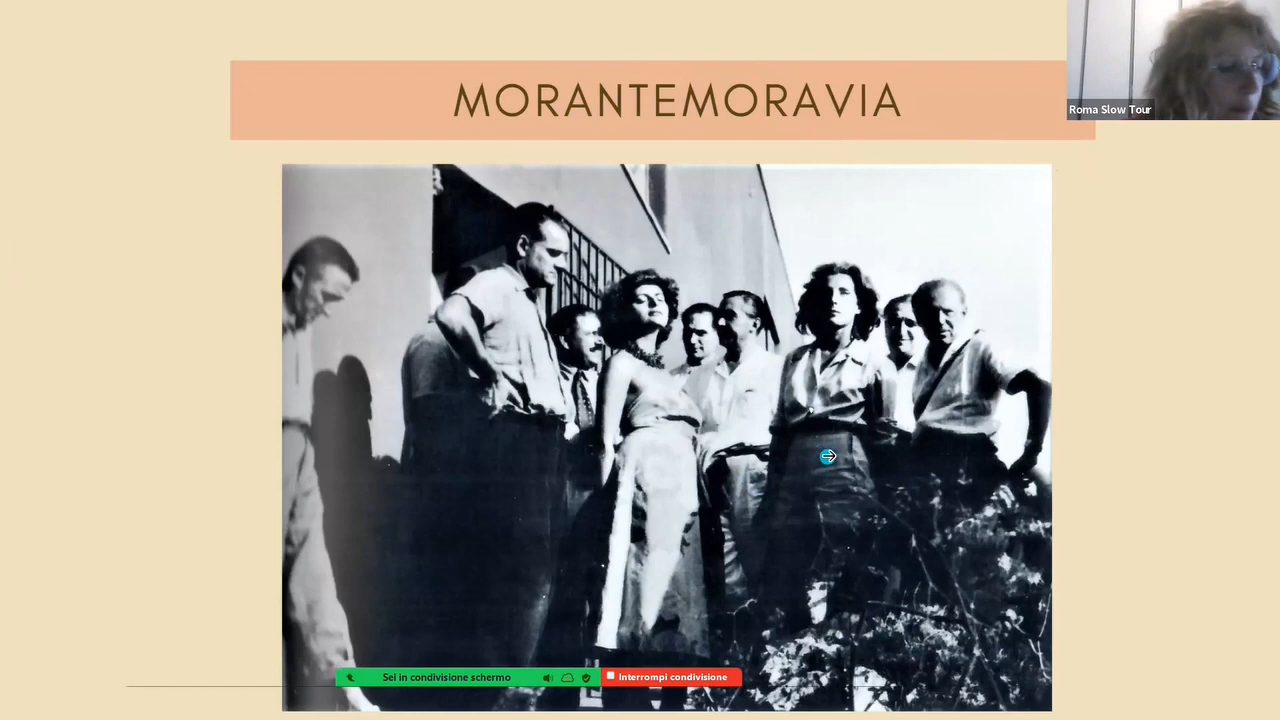 MORANTEMORAVIA
Roma Slow Tour
Sei in condivisione schermo
Interrompi condivisione